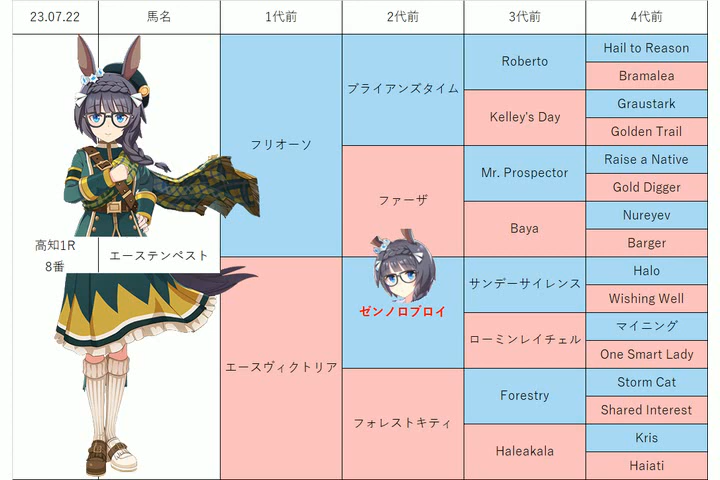 23.07.22 馬名 1代前 2代前 3代前 4代前
高知1R
8番
エーステンペスト
フリオーソ
エースヴィクトリア
ブライアンズタイム
ファーザ
ゼンノロブロイ
フォレストキティ
Roberto
Kelley's Day
Mr. Prospector
Baya
サンデーサイレンス
ローミンレイチェル
Forestry
Haleakala
Hail to Reason
Bramalea
Graustark
Golden Trail
Raise a Native
Gold Digger
Nureyev
Barger
Halo
Wishing Well
マイニング
One Smart Lady
Storm Cat
Shared Interest
Kris
Haiati